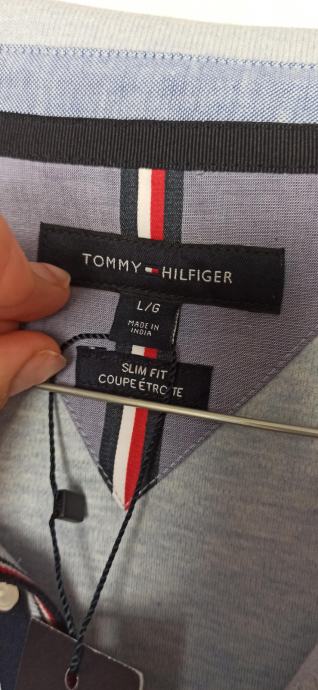 TOMMY HILFIGER
L/G
MADE IN
INDIA
SLIM FIT
COUPE ÉTROITE